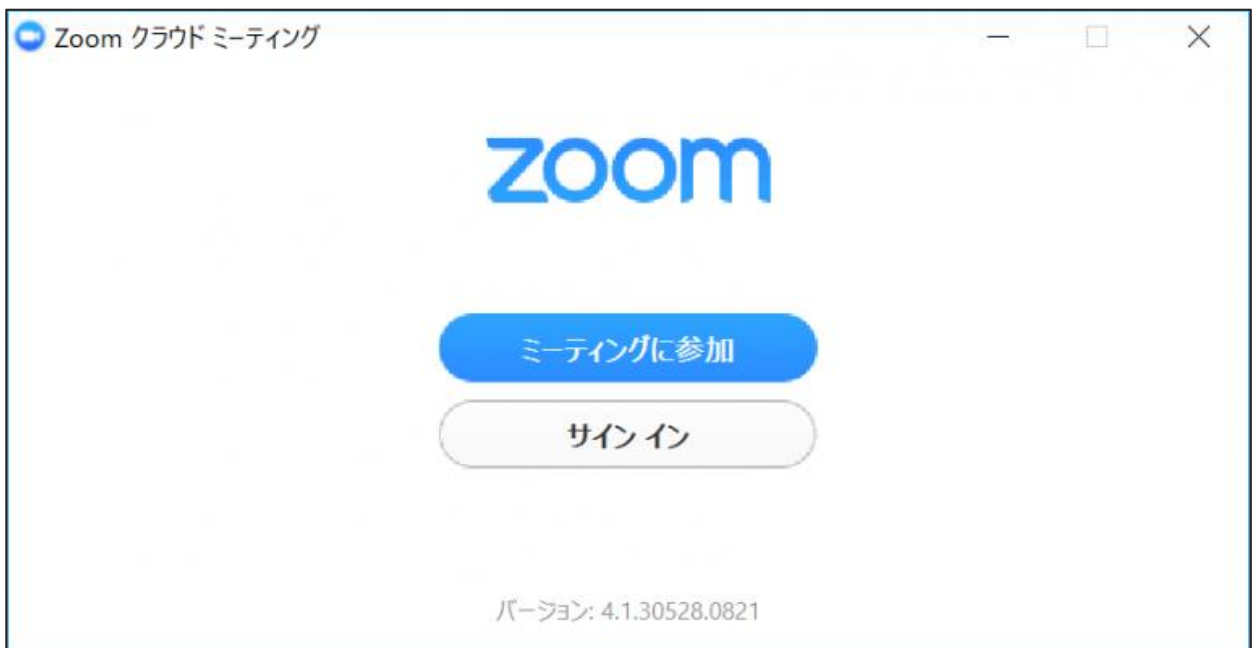 Zoom クラウド ミーティング
zoom
ミーティングに参加
サイン イン
バージョン: 4.1.30528.0821